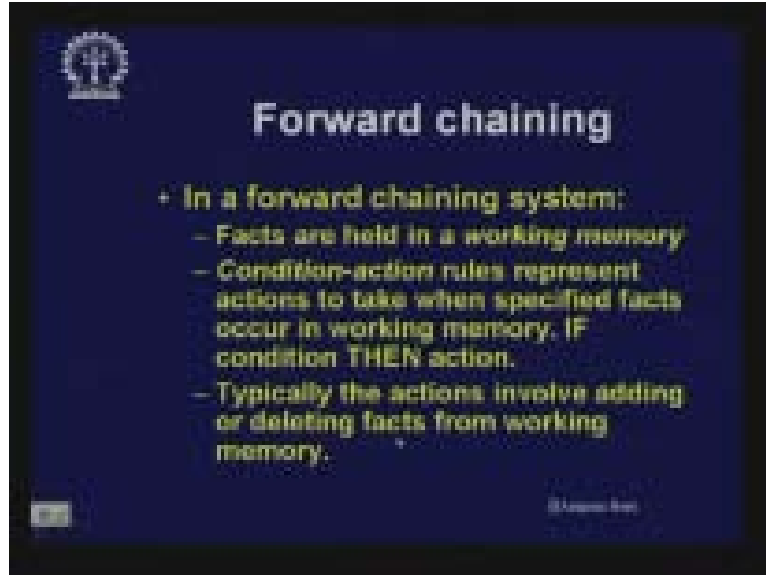 Forward chaining
• In a forward chaining system:
– Facts are held in a working memory
– Condition-action rules represent
actions to take when specified facts
occur in working memory. IF
condition THEN action.
– Typically the actions involve adding
or deleting facts from working
memory.